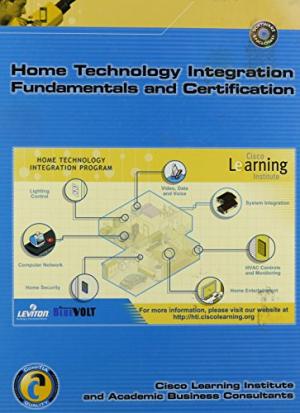 Home Technology Integration
Fundamentals and Certification
HOME TECHNOLOGY
INTEGRATION PROGRAM
Cisco
Learning
Institute
Lighting
Control
Video, Data
and Voice
System Integration
Computer Network
HVAC Controls
and Monitoring
Home Security
Home Entertainment
LEVITON
BLUEVOLT
For more information, please visit our website at
http://hti.ciscolearning.org
CompTIA
QUALITY
Cisco Learning Institute
and Academic Business Consultants